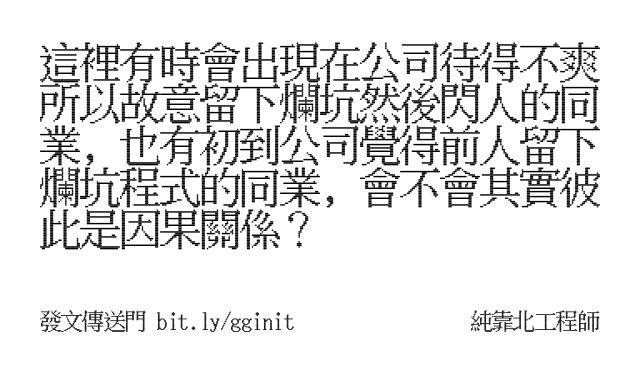 這裡有時會出現在公司待得不爽
所以故意留下爛坑然後閃人的同
業，也有初到公司覺得前人留下
爛坑程式的同業，會不會其實彼
此是因果關係？
發文傳送門 bit.ly/gginit
純靠北工程師